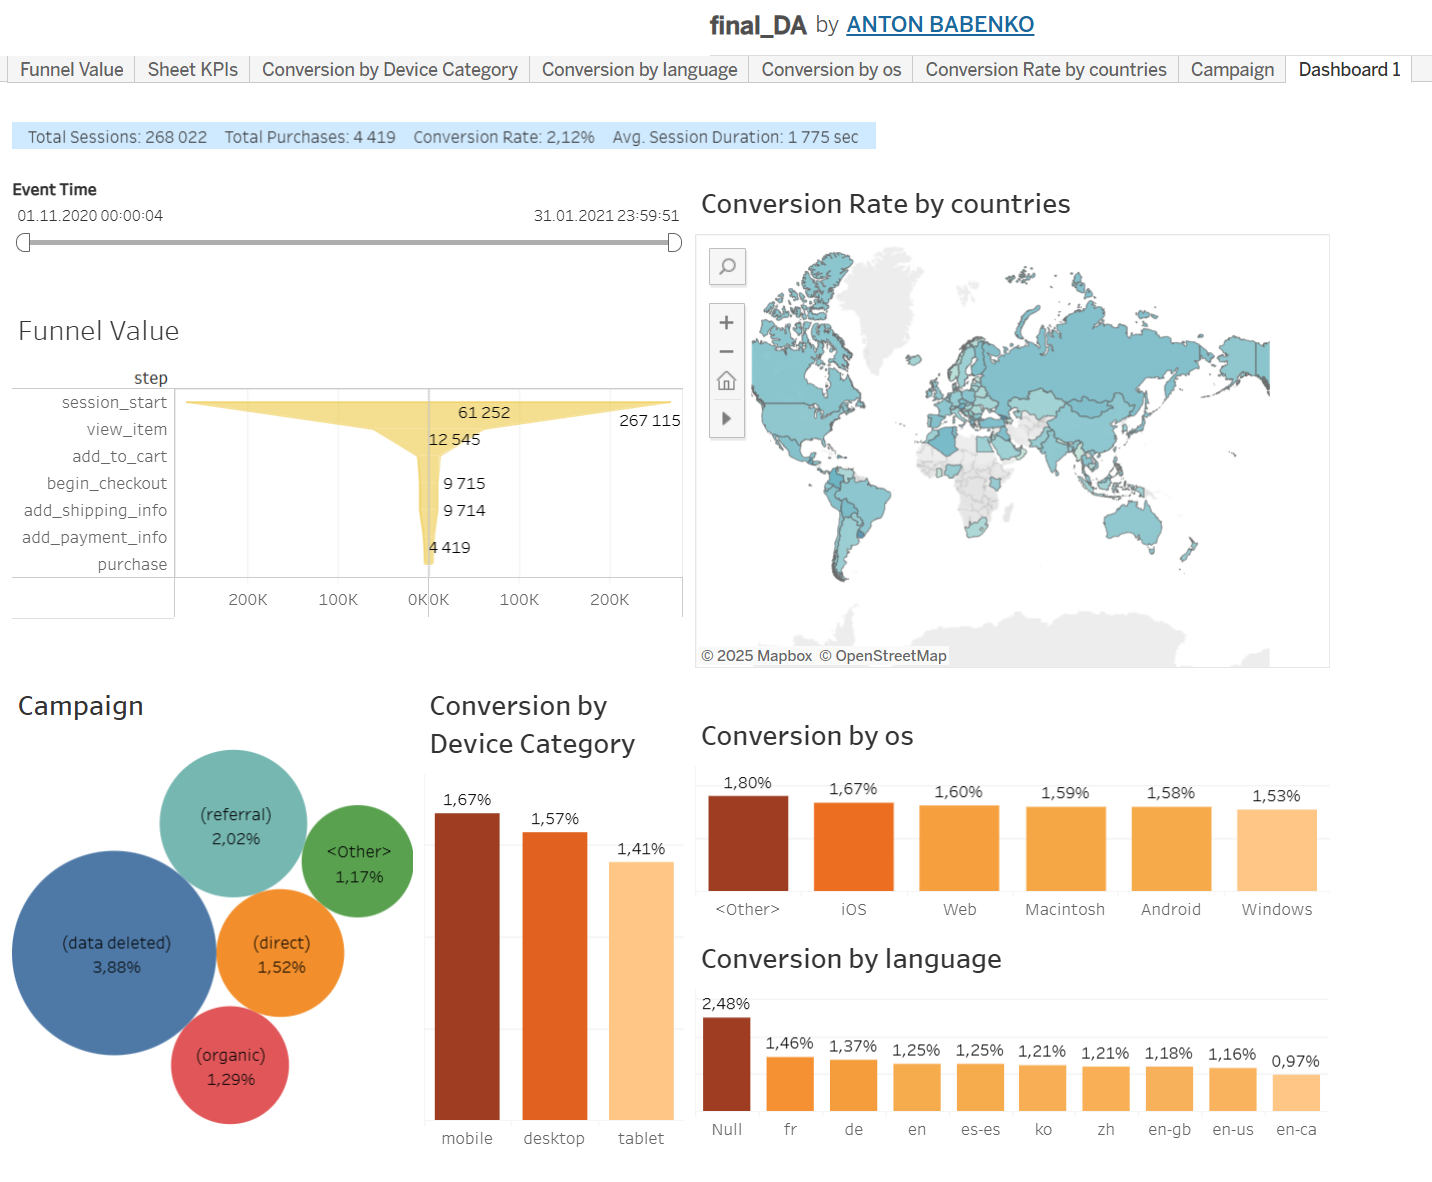 final_DA by ANTON BABENKO
Funnel Value Sheet KPIs Conversion by Device Category Conversion by language Conversion by os Conversion Rate by countries Campaign Dashboard 1
Total Sessions: 268 022 Total Purchases: 4 419 Conversion Rate: 2,12% Avg. Session Duration: 1 775 sec
Event Time
01.11.2020 00:00:04 31.01.2021 23:59:51
Funnel Value
step
session_start
view_item
add_to_cart
begin_checkout
add_shipping_info
add_payment_info
purchase
61 252
267 115
12 545
9 715
9 714
4 419
200K 100K 0K 0K 100K 200K
Conversion Rate by countries
© 2025 Mapbox © OpenStreetMap
Campaign
(referral)
2,02%
<Other>
1,17%
(data deleted)
3,88%
(direct)
1,52%
(organic)
1,29%
Conversion by
Device Category
1,67%
1,57%
1,41%
mobile desktop tablet
Conversion by os
1,80% 1,67% 1,60% 1,59% 1,58% 1,53%
<Other> iOS Web Macintosh Android Windows
Conversion by language
2,48% 1,46% 1,37% 1,25% 1,25% 1,21% 1,21% 1,18% 1,16% 0,97%
Null fr de en es-es ko zh en-gb en-us en-ca